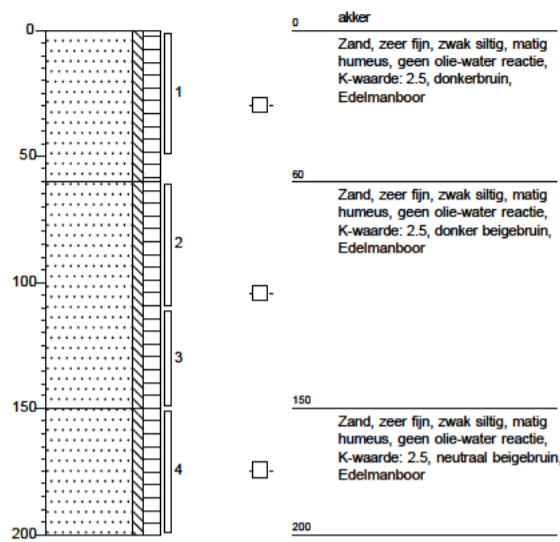 0
50
100
150
200
1
2
3
4
0
akker
Zand, zeer fijn, zwak siltig, matig
humeus, geen olie-water reactie,
K-waarde: 2.5, donkerbruin,
Edelmanboor
60
Zand, zeer fijn, zwak siltig, matig
humeus, geen olie-water reactie,
K-waarde: 2.5, donker beigebruin,
Edelmanboor
150
Zand, zeer fijn, zwak siltig, matig
humeus, geen olie-water reactie,
K-waarde: 2.5, neutraal beigebruin,
Edelmanboor
200